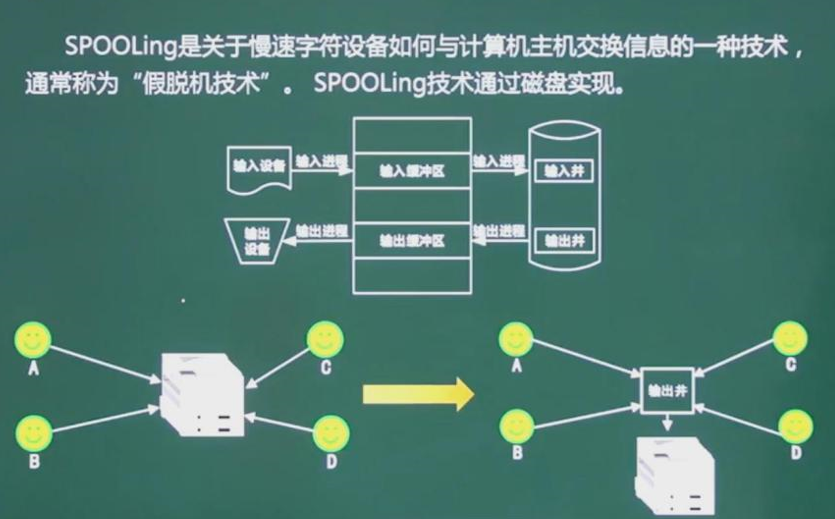 SPOOLing是关于慢速字符设备如何与计算机主机交换信息的一种技术，
通常称为“假脱机技术”。 SPOOLing技术通过磁盘实现。
输入设备
输入进程
输入缓冲区
输入进程
输入井
输出
设备
输出进程
输出缓冲区
输出进程
输出井
A
C
A
C
输出井
B
D
B
D